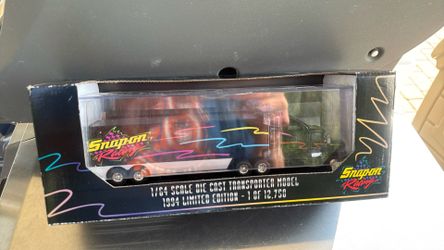 Snap-on
Racing
Snap-on
Racing
1/64 SCALE DIE CAST TRANSPORTER MODEL
1994 LIMITED EDITION - 1 OF 12,756